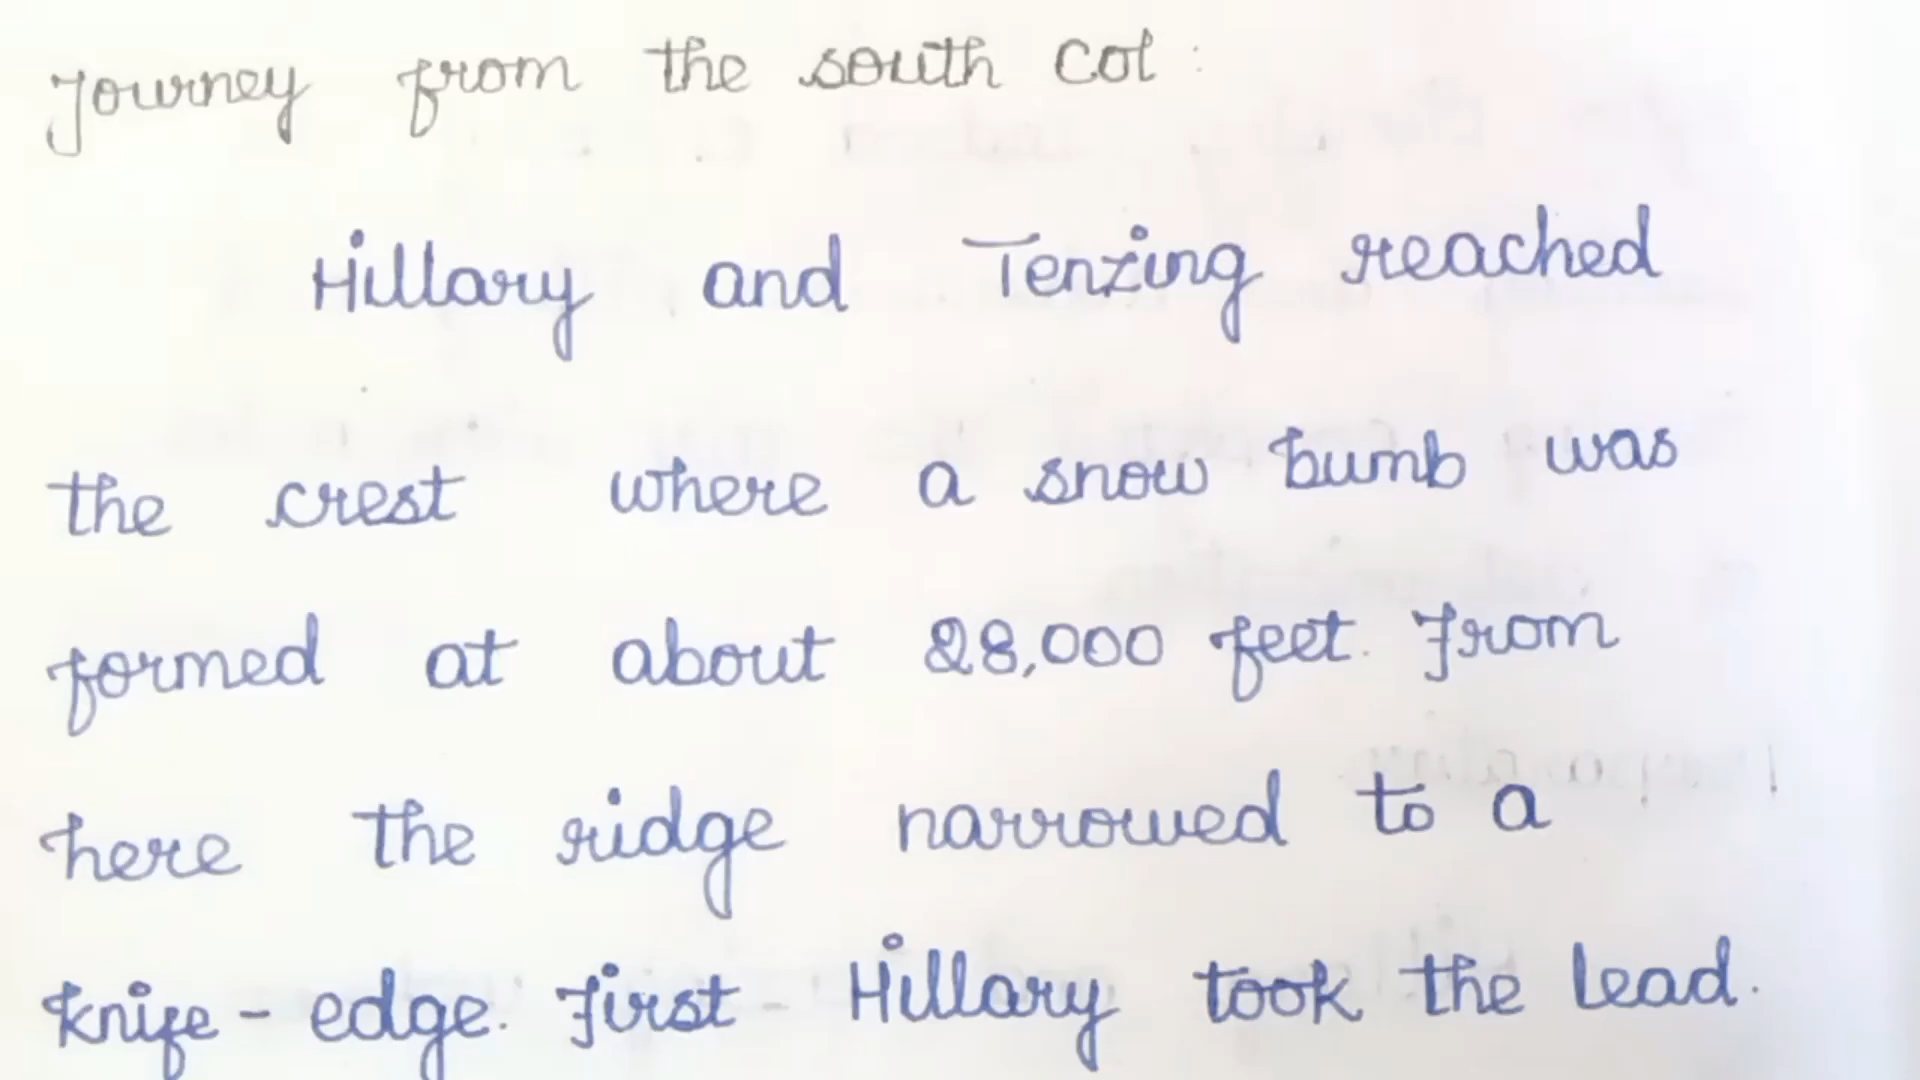 Journey from the south col :
Hillary and Tenzing reached
the crest where a snow bumb was
formed at about 28,000 feet. From
here the ridge narrowed to a
knife - edge. First Hillary took the lead.